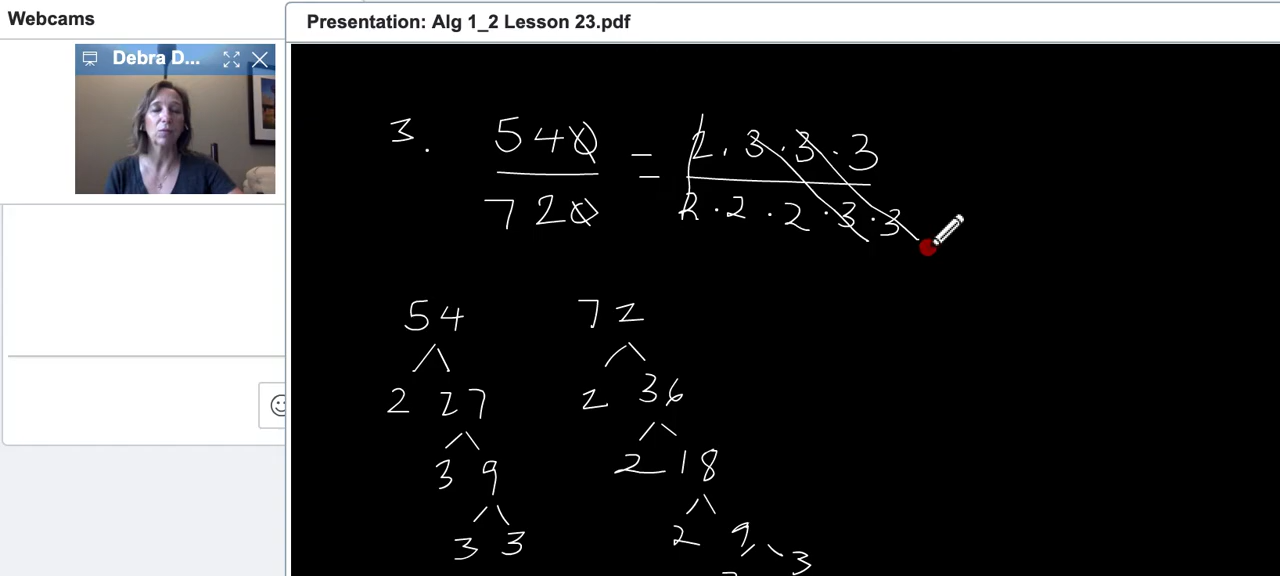 Webcams
Presentation: Alg 1_2 Lesson 23.pdf
Debra D...
3. 540 = 2 · 3 · 3 · 3
720 2 · 2 · 2 · 3 · 3
54 72
2 27 2 36
3 9 2 18
3 3 2 9
3